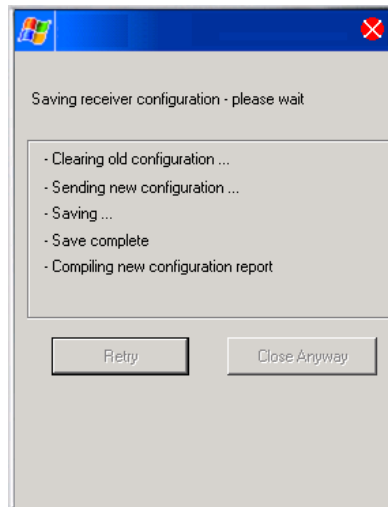 Saving receiver configuration - please wait
- Clearing old configuration ...
- Sending new configuration ...
- Saving ...
- Save complete
- Compiling new configuration report
Retry
Close Anyway